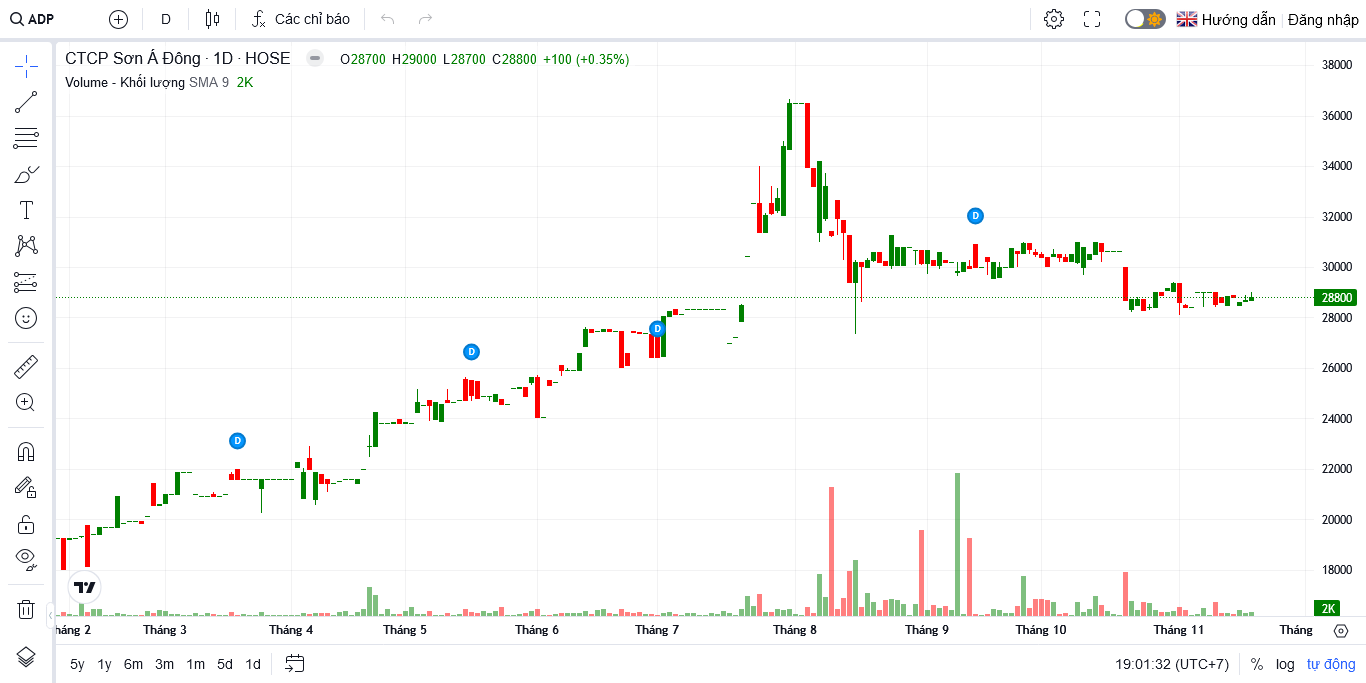 ADP D Các chỉ báo Hướng dẫn Đăng nhập
CTCP Sơn Á Đông · 1D · HOSE O28700 H29000 L28700 C28800 +100 (+0.35%)
Volume - Khối lượng SMA 9 2K
38000
36000
34000
32000
30000
28800
28000
26000
24000
22000
20000
18000
2K
D
D
D
D
háng 2 Tháng 3 Tháng 4 Tháng 5 Tháng 6 Tháng 7 Tháng 8 Tháng 9 Tháng 10 Tháng 11 Tháng
5y 1y 6m 3m 1m 5d 1d 19:01:32 (UTC+7) % log tự động